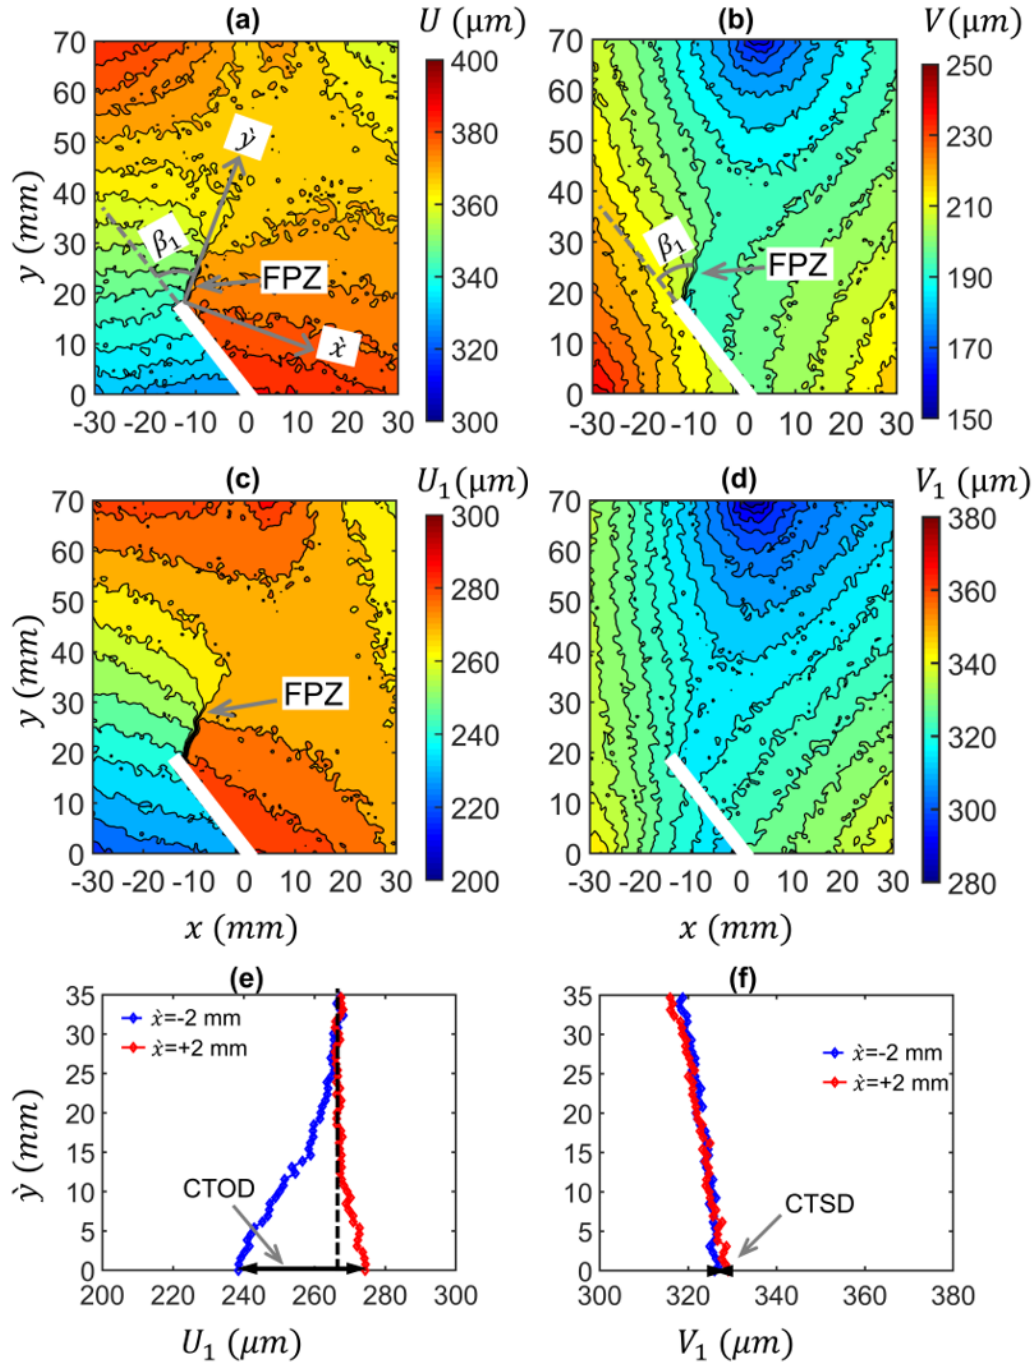 (a)
U (μm)
(b)
V (μm)
70
60
50
40
30
20
10
0
y (mm)
ỳ
β₁
FPZ
x̀
-30 -20 -10 0 10 20 30
400
380
360
340
320
300
70
60
50
40
30
20
10
0
β₁
FPZ
-30 -20 -10 0 10 20 30
250
230
210
190
170
150
(c)
U₁ (μm)
(d)
V₁ (μm)
70
60
50
40
30
20
10
0
y (mm)
FPZ
-30 -20 -10 0 10 20 30
x (mm)
300
280
260
240
220
200
70
60
50
40
30
20
10
0
-30 -20 -10 0 10 20 30
x (mm)
380
360
340
320
300
280
(e)
35
30
25
20
15
10
5
0
ỳ (mm)
x̀=-2 mm
x̀=+2 mm
CTOD
200 220 240 260 280 300
U₁ (μm)
(f)
35
30
25
20
15
10
5
0
x̀=-2 mm
x̀=+2 mm
CTSD
300 320 340 360 380
V₁ (μm)